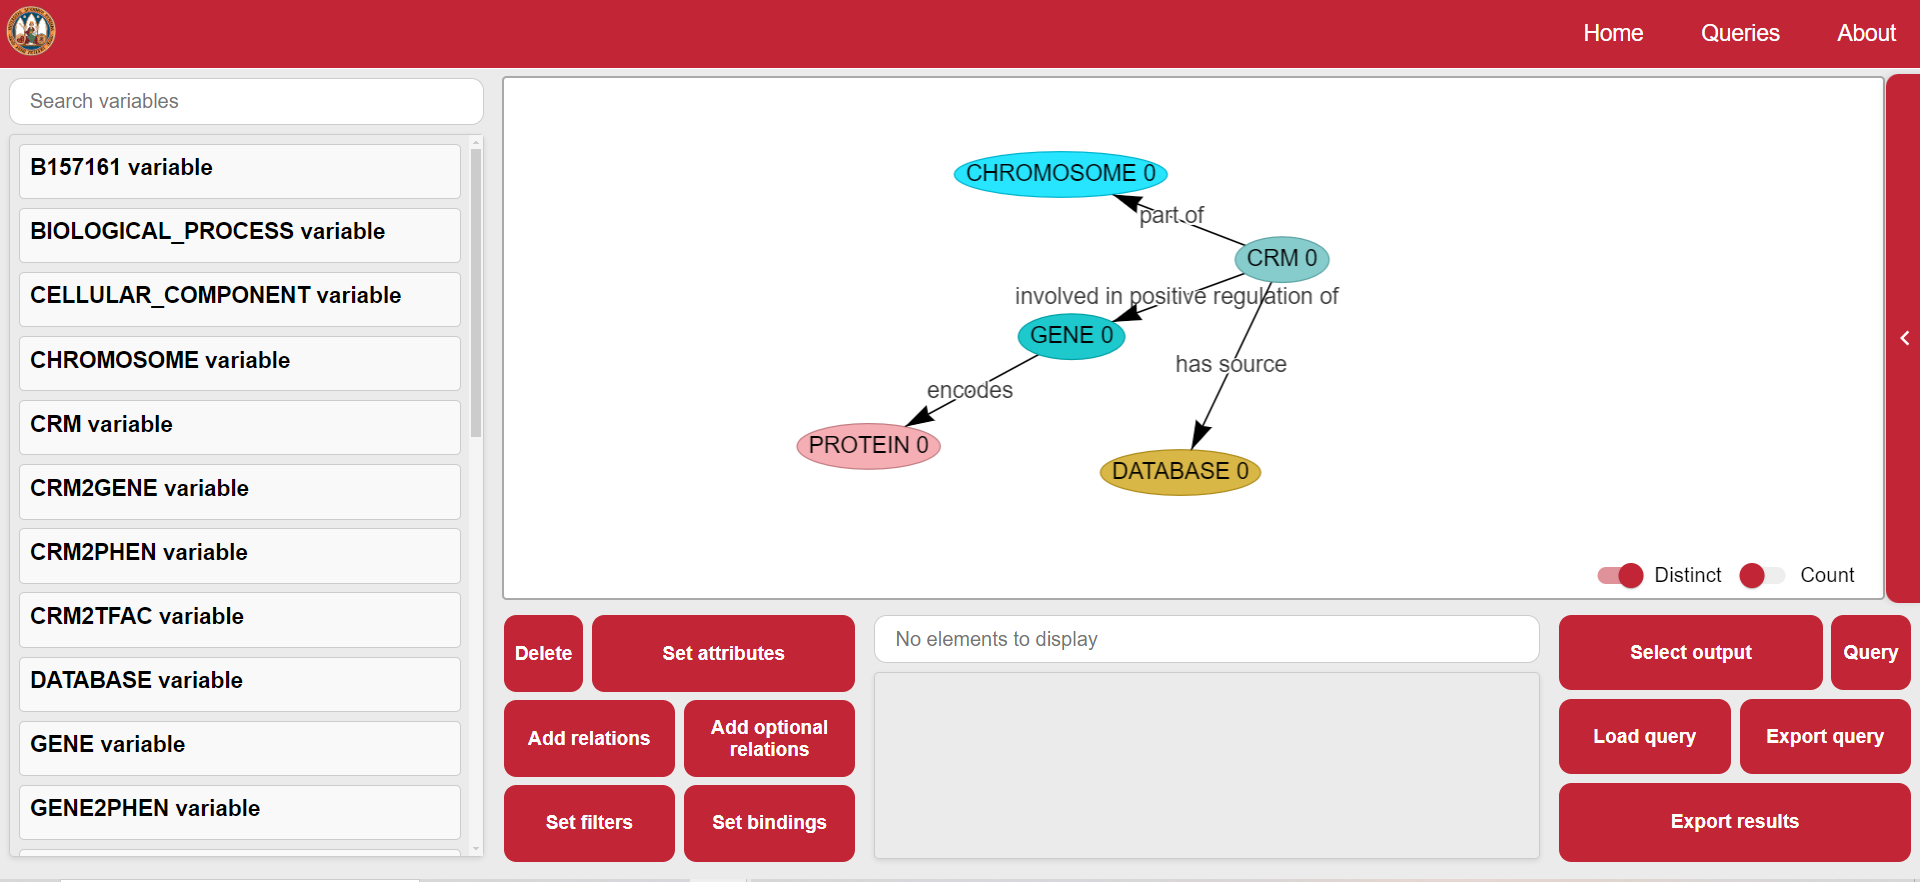 Home
Queries
About
Search variables
B157161 variable
BIOLOGICAL_PROCESS variable
CELLULAR_COMPONENT variable
CHROMOSOME variable
CRM variable
CRM2GENE variable
CRM2PHEN variable
CRM2TFAC variable
DATABASE variable
GENE variable
GENE2PHEN variable
CHROMOSOME 0
part of
CRM 0
involved in positive regulation of
GENE 0
has source
encodes
PROTEIN 0
DATABASE 0
Distinct
Count
Delete
Set attributes
Add relations
Add optional
relations
Set filters
Set bindings
No elements to display
Select output
Query
Load query
Export query
Export results